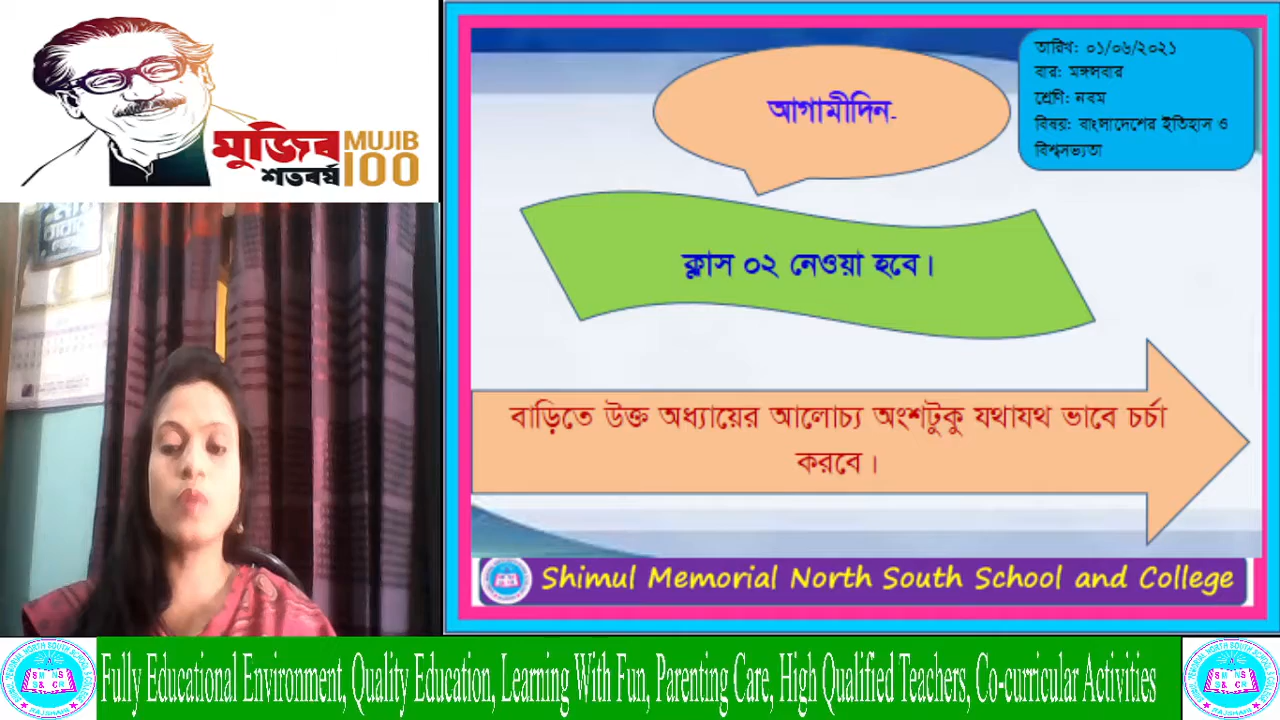 মুজিব
শতবর্ষ
MUJIB
100
আগামীদিন-
তারিখ: ০১/০৬/২০২১
বার: মঙ্গলবার
শ্রেণি: নবম
বিষয়: বাংলাদেশের ইতিহাস ও
বিশ্বসভ্যতা
ক্লাস ০২ নেওয়া হবে।
বাড়িতে উক্ত অধ্যায়ের আলোচ্য অংশটুকু যথাযথ ভাবে চর্চা
করবে।
Shimul Memorial North South School and College
Fully Educational Environment, Quality Education, Learning With Fun, Parenting Care, High Qualified Teachers, Co-curricular Activities